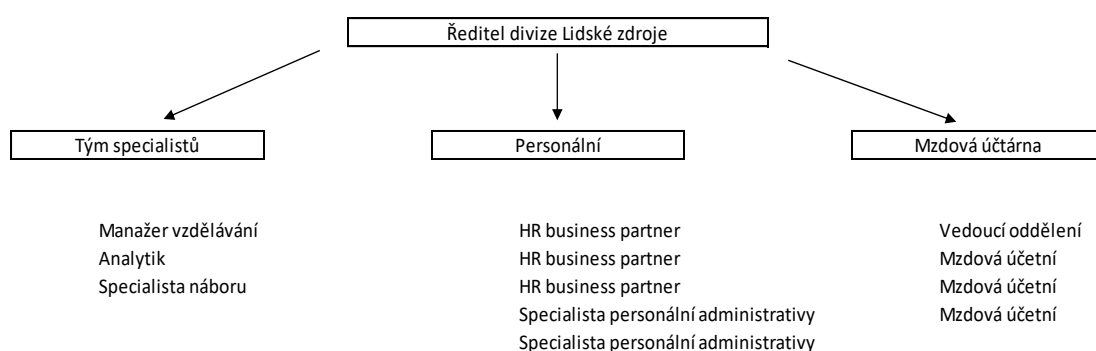 Ředitel divize Lidské zdroje
Tým specialistů
Personální
Mzdová účtárna
Manažer vzdělávání
Analytik
Specialista náboru
HR business partner
HR business partner
HR business partner
Specialista personální administrativy
Specialista personální administrativy
Vedoucí oddělení
Mzdová účetní
Mzdová účetní
Mzdová účetní